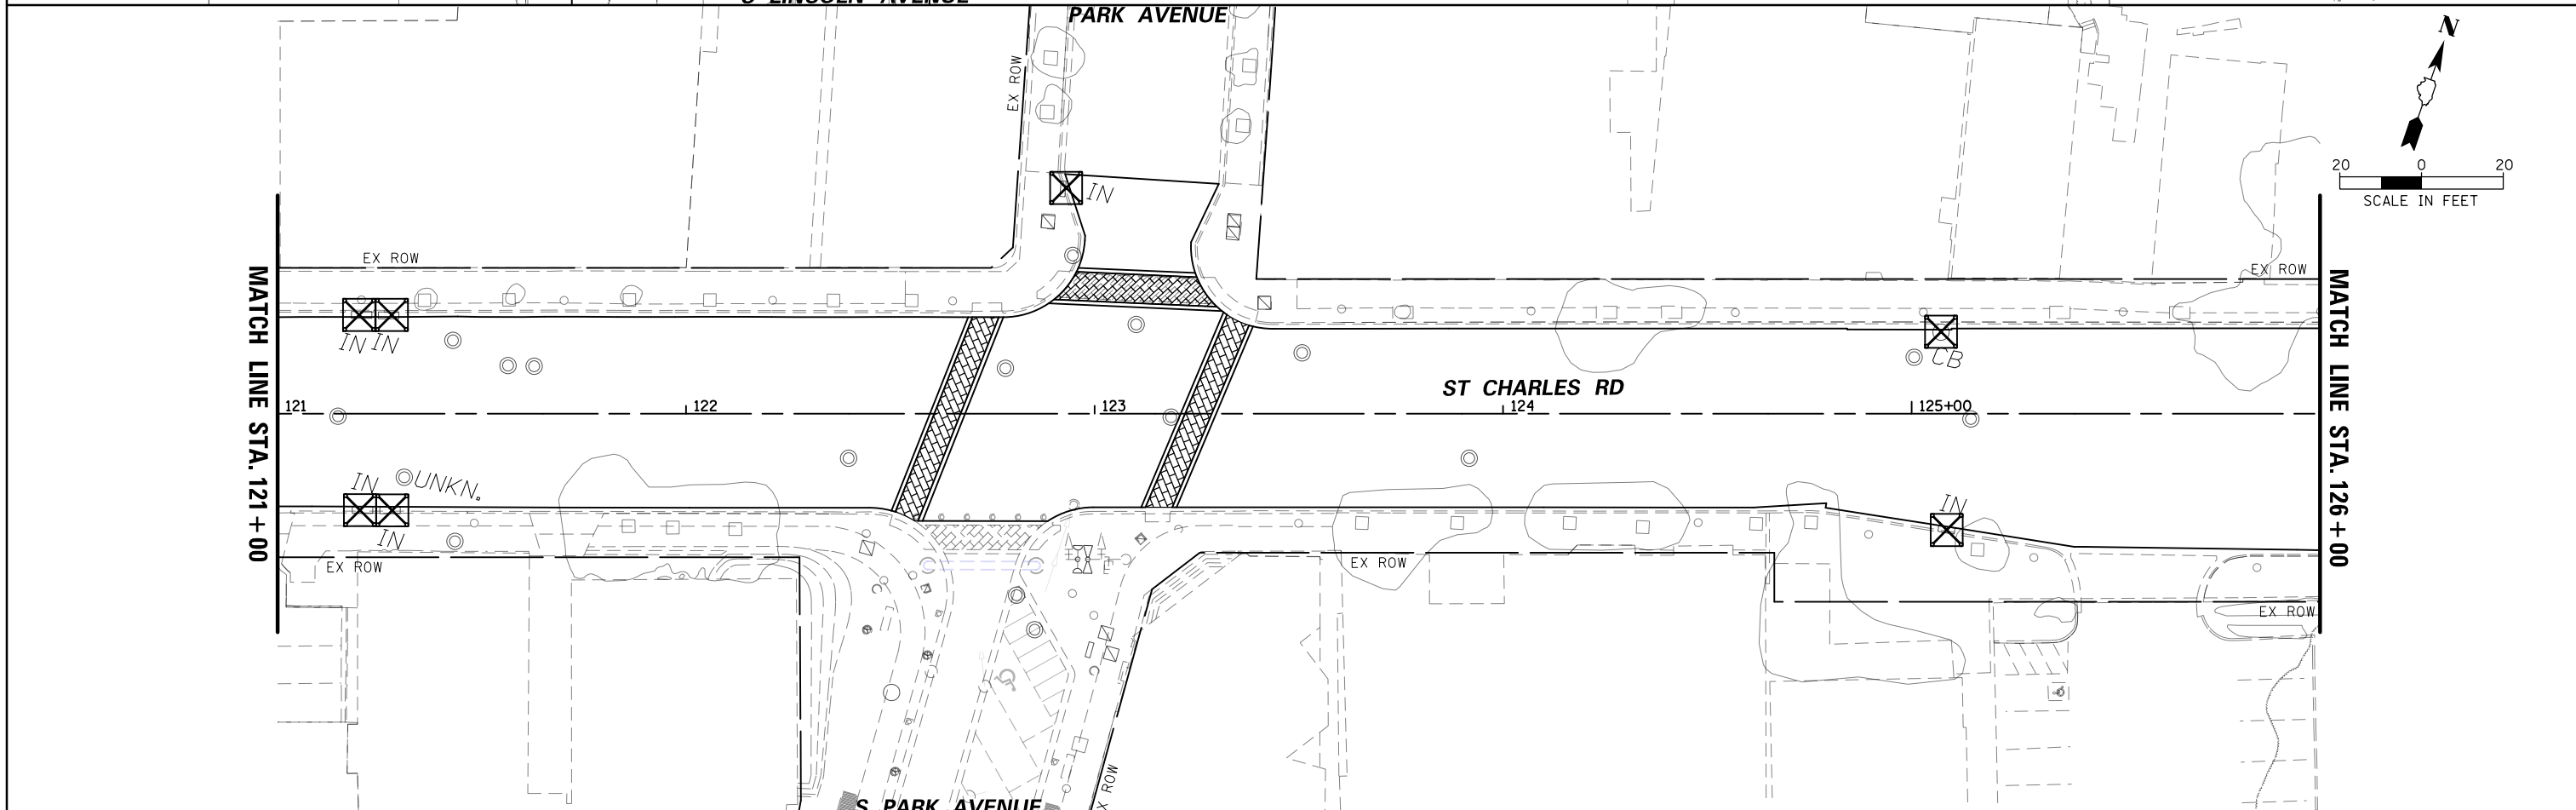 S LINCOLN AVENUE
PARK AVENUE
N
EX ROW
20 0 20
SCALE IN FEET
IN
EX ROW
EX ROW
MATCH LINE STA. 121+00
MATCH LINE STA. 126+00
IN IN
CB
ST CHARLES RD
121
122
123
124
125+00
IN
UNKN.
IN
IN
EX ROW
EX ROW
EX ROW
EX ROW
S PARK AVENUE